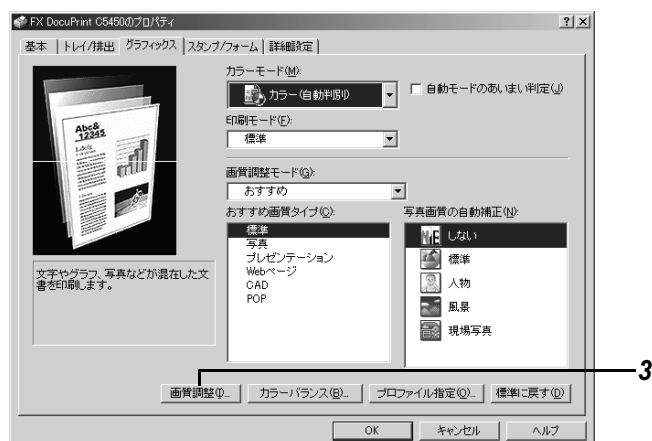 FX DocuPrint C5450のプロパティ
基本 トレイ/排出 グラフィックス スタンプ/フォーム 詳細設定
カラーモード(M):
カラー(自動判別)
自動モードのあいまい判定(J)
印刷モード(F):
標準
画質調整モード(G):
おすすめ
おすすめ画質タイプ(C):
標準
写真
プレゼンテーション
Webページ
CAD
POP
写真画質の自動補正(N):
しない
標準
人物
風景
現場写真
Abc&
12345
文字やグラフ、写真などが混在した文
書を印刷します。
画質調整(I)... カラーバランス(B)... プロファイル指定(O)... 標準に戻す(D)
3
OK キャンセル ヘルプ